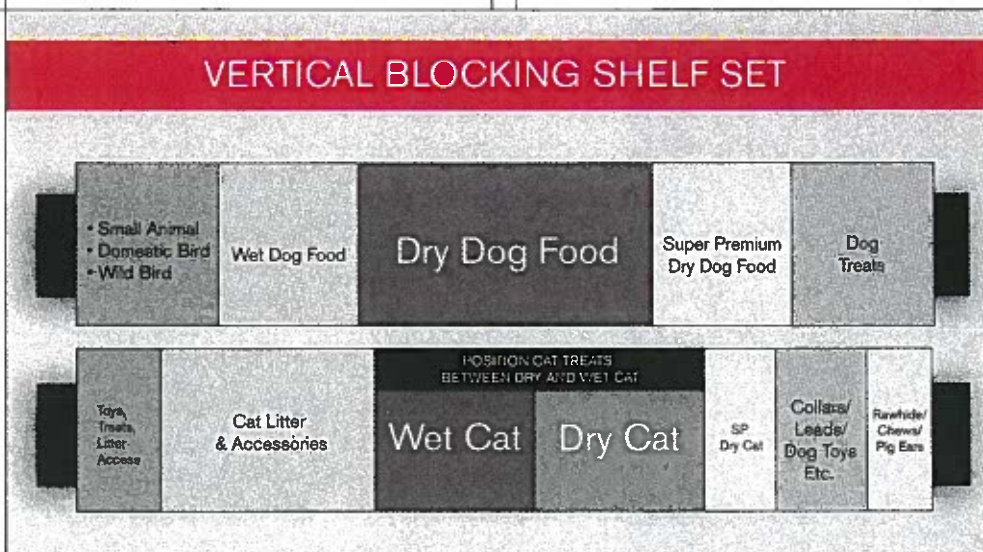 VERTICAL BLOCKING SHELF SET
• Small Animal
• Domestic Bird
• Wild Bird
Wet Dog Food
Dry Dog Food
Super Premium
Dry Dog Food
Dog
Treats
Toys,
Treats,
Litter
Access
Cat Litter
& Accessories
POSITION CAT TREATS
BETWEEN DRY AND WET CAT
Wet Cat
Dry Cat
SP
Dry Cat
Collars/
Leads/
Dog Toys
Etc.
Rawhide/
Chews/
Pig Ears